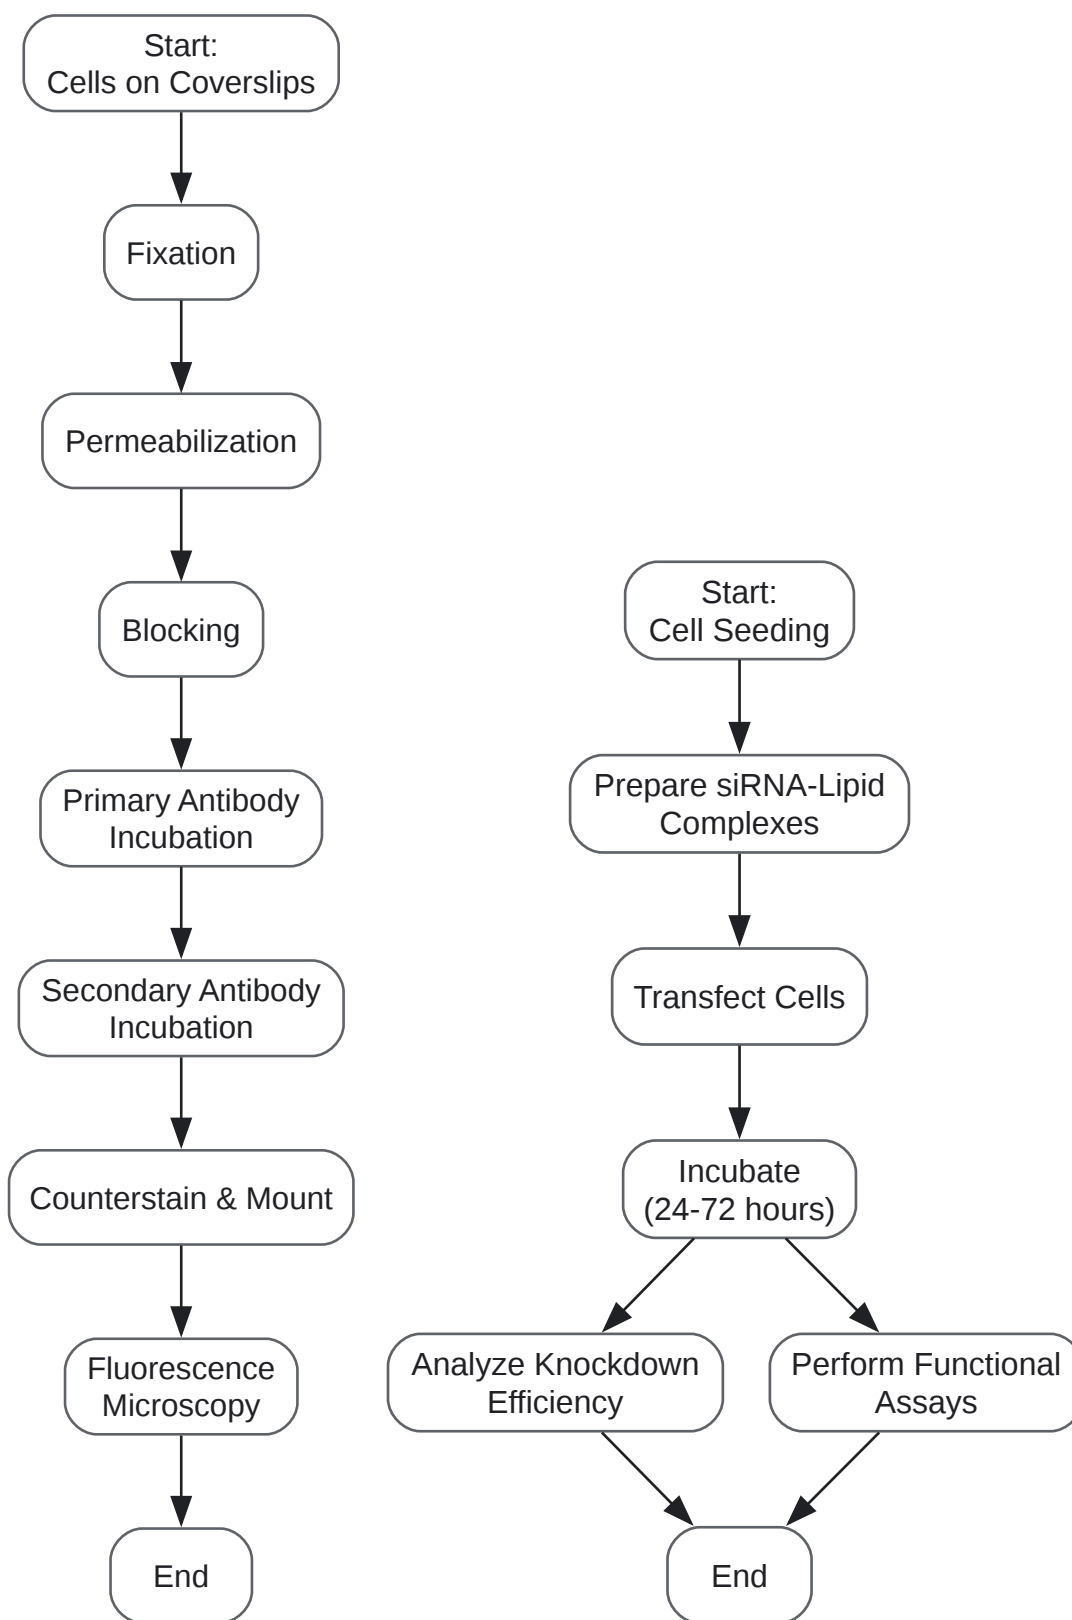 Start:
Cells on Coverslips
Fixation
Permeabilization
Blocking
Primary Antibody
Incubation
Secondary Antibody
Incubation
Counterstain & Mount
Fluorescence
Microscopy
End
Start:
Cell Seeding
Prepare siRNA-Lipid
Complexes
Transfect Cells
Incubate
(24-72 hours)
Analyze Knockdown
Efficiency
Perform Functional
Assays
End